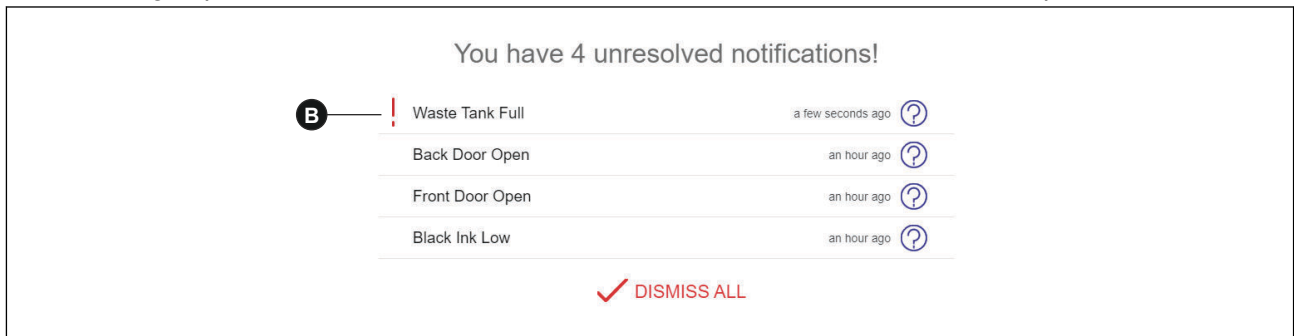 You have 4 unresolved notifications!
B
Waste Tank Full a few seconds ago
Back Door Open an hour ago
Front Door Open an hour ago
Black Ink Low an hour ago
DISMISS ALL